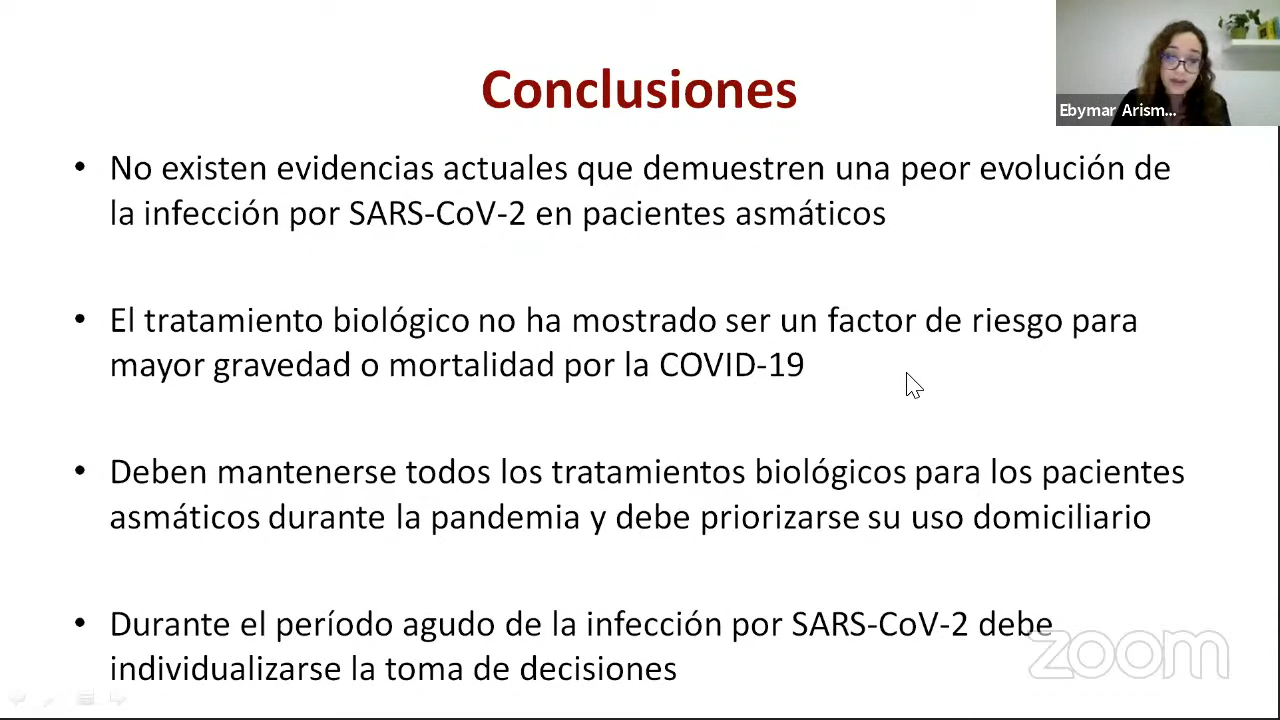 Conclusiones
Ebymar Arism...
• No existen evidencias actuales que demuestren una peor evolución de
la infección por SARS-CoV-2 en pacientes asmáticos
• El tratamiento biológico no ha mostrado ser un factor de riesgo para
mayor gravedad o mortalidad por la COVID-19
• Deben mantenerse todos los tratamientos biológicos para los pacientes
asmáticos durante la pandemia y debe priorizarse su uso domiciliario
• Durante el período agudo de la infección por SARS-CoV-2 debe
individualizarse la toma de decisiones
zoom